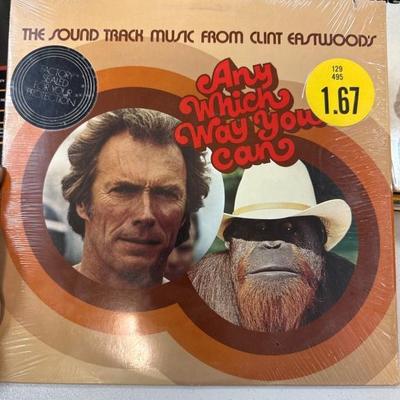 THE SOUND TRACK MUSIC FROM CLINT EASTWOOD'S
FACTORY
SEALED
FOR YOUR
PROTECTION
Any
Which
Way You
Can
129
495
1.67